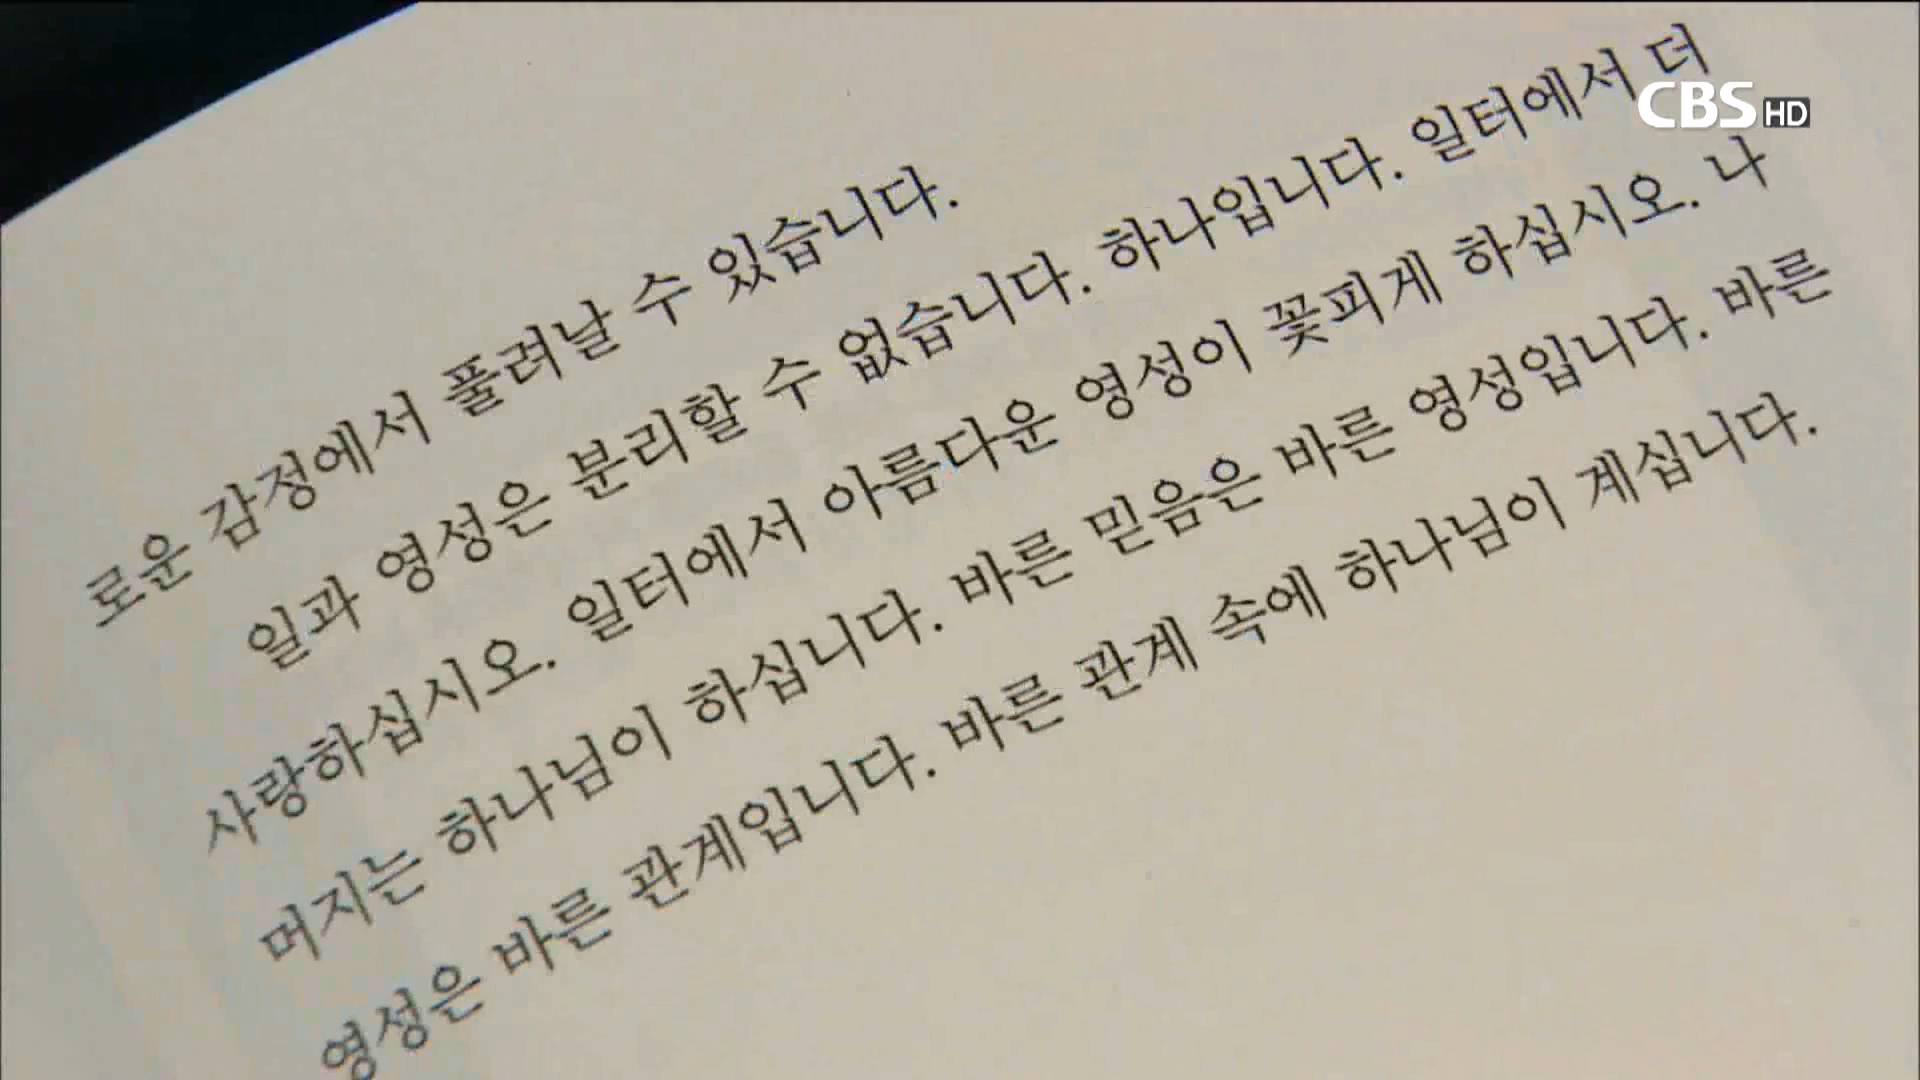 CBS HD
로운 감정에서 풀려날 수 있습니다.
일과 영성은 분리할 수 없습니다. 하나입니다. 일터에서 더
사랑하십시오. 일터에서 아름다운 영성이 꽃피게 하십시오. 나
머지는 하나님이 하십니다. 바른 믿음은 바른 영성입니다. 바른
영성은 바른 관계입니다. 바른 관계 속에 하나님이 계십니다.